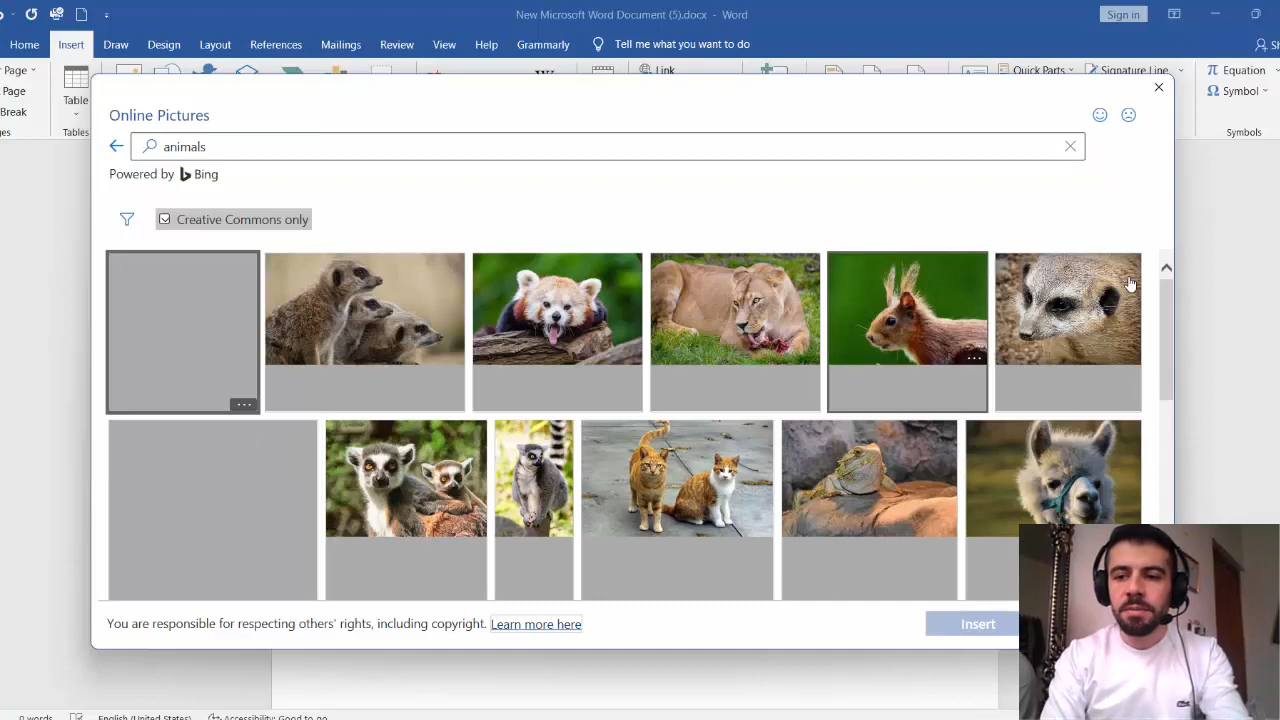 New Microsoft Word Document (5).docx - Word
Sign in
Home Insert Draw Design Layout References Mailings Review View Help Grammarly Tell me what you want to do
Page Table Link Quick Parts Signature Line Equation
Page Symbol
Break
Tables Symbols
Online Pictures
animals
Powered by Bing
Creative Commons only
You are responsible for respecting others' rights, including copyright. Learn more here
Insert
0 words English (United States) Accessibility: Good to go